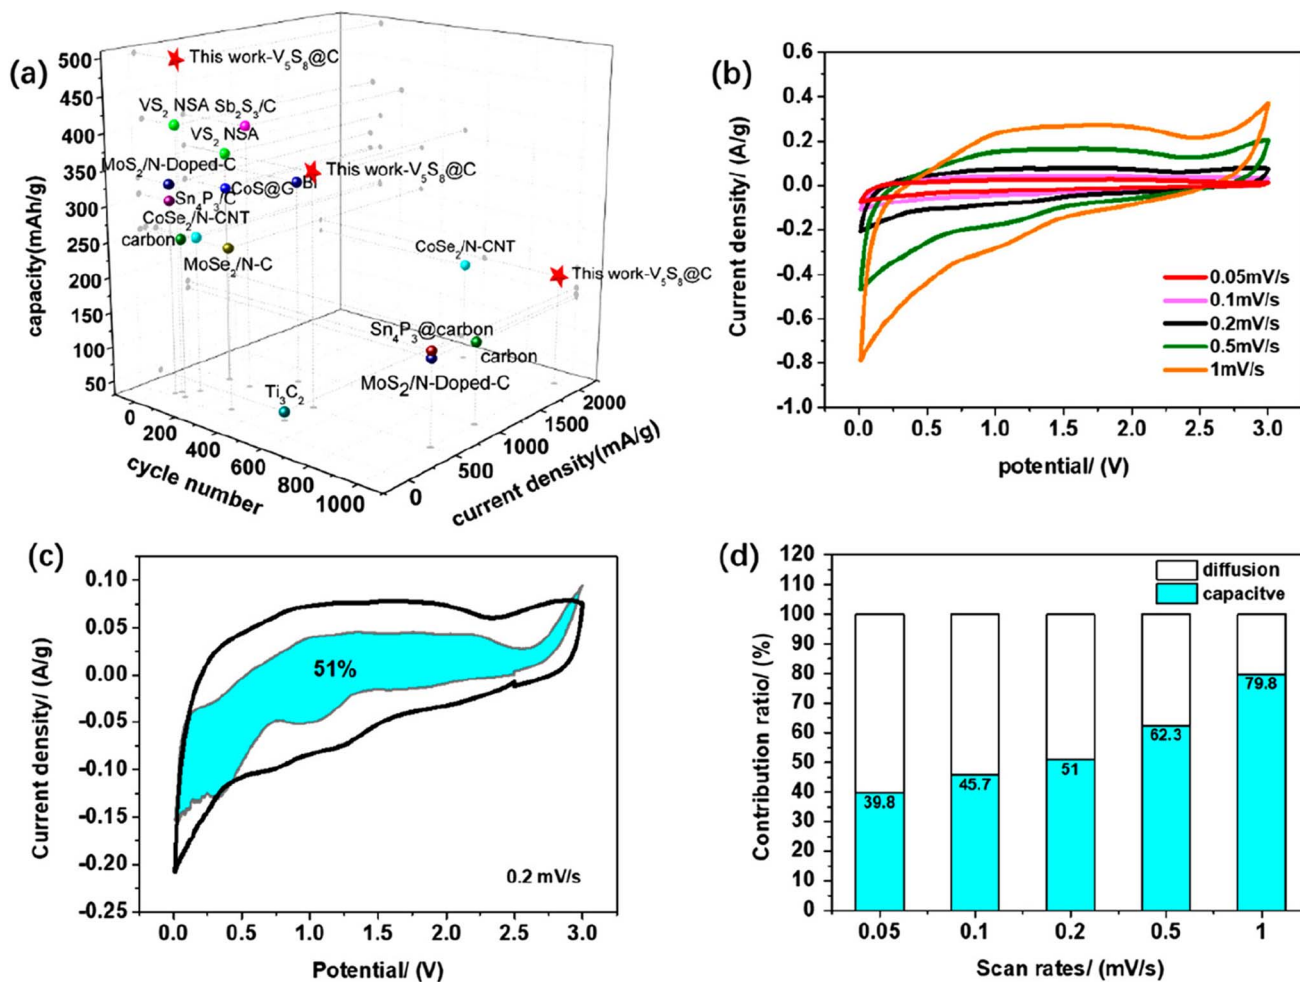 (a)
500
450
400
350
300
250
200
150
100
50
capacity(mAh/g)
This work-V5S8@C
VS2 NSA
Sb2S3/C
VS2 NSA
MoS2/N-Doped-C
CoS@G
Bi
This work-V5S8@C
Sn4P3/C
CoSe2/N-CNT
carbon
MoSe2/N-C
CoSe2/N-CNT
This work-V5S8@C
Sn4P3@carbon
carbon
MoS2/N-Doped-C
Ti3C2
0
200
400
600
800
1000
cycle number
0
500
1000
1500
2000
current density(mA/g)
(b)
0.6
0.4
0.2
0.0
-0.2
-0.4
-0.6
-0.8
-1.0
Current density/ (A/g)
0.05mV/s
0.1mV/s
0.2mV/s
0.5mV/s
1mV/s
0.0 0.5 1.0 1.5 2.0 2.5 3.0
potential/ (V)
(c)
0.10
0.05
0.00
-0.05
-0.10
-0.15
-0.20
-0.25
Current density/ (A/g)
51%
0.2 mV/s
0.0 0.5 1.0 1.5 2.0 2.5 3.0
Potential/ (V)
(d)
120
110
100
90
80
70
60
50
40
30
20
10
0
Contribution ratio/ (%)
diffusion
capacitve
39.8
45.7
51
62.3
79.8
0.05 0.1 0.2 0.5 1
Scan rates/ (mV/s)